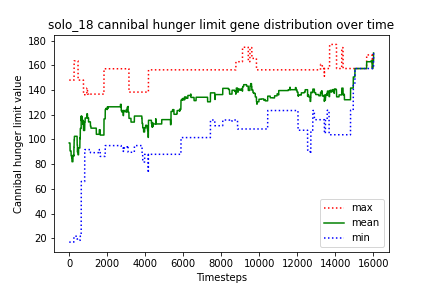 solo_18 cannibal hunger limit gene distribution over time
Cannibal hunger limit value
180
160
140
120
100
80
60
40
20
0 2000 4000 6000 8000 10000 12000 14000 16000
Timesteps
max
mean
min